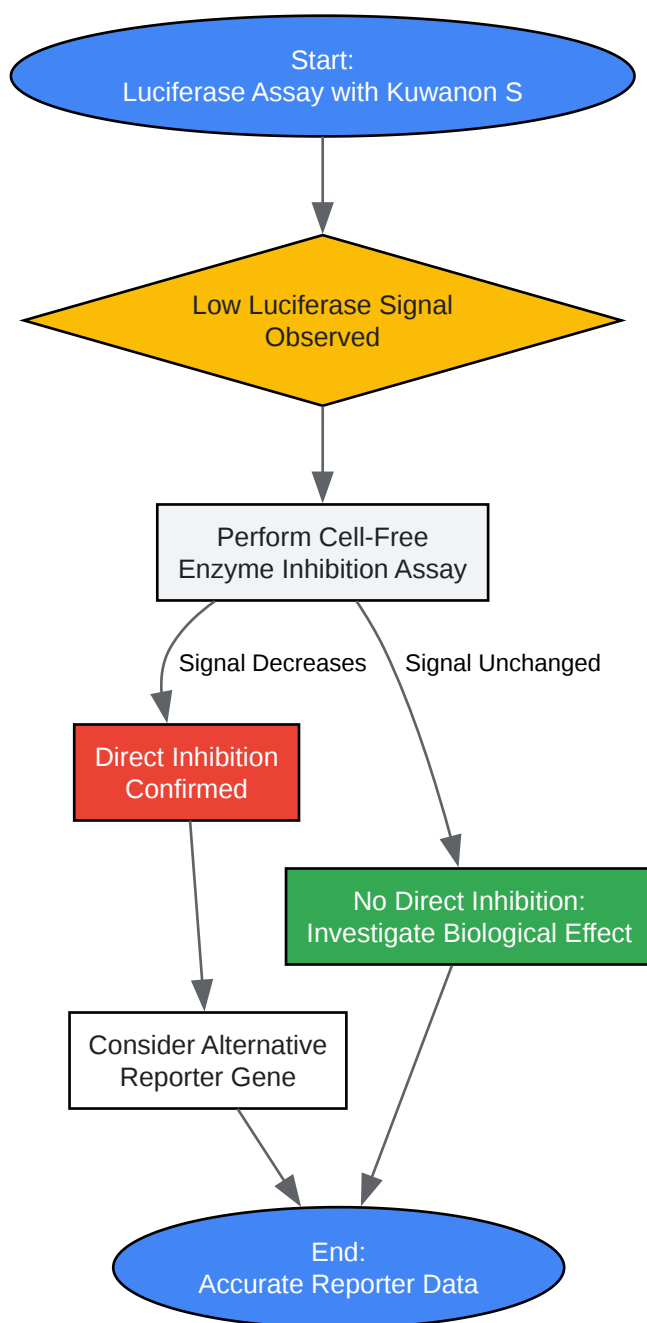 Start:
Luciferase Assay with Kuwanon S
Low Luciferase Signal
Observed
Perform Cell-Free
Enzyme Inhibition Assay
Signal Decreases
Signal Unchanged
Direct Inhibition
Confirmed
No Direct Inhibition:
Investigate Biological Effect
Consider Alternative
Reporter Gene
End:
Accurate Reporter Data